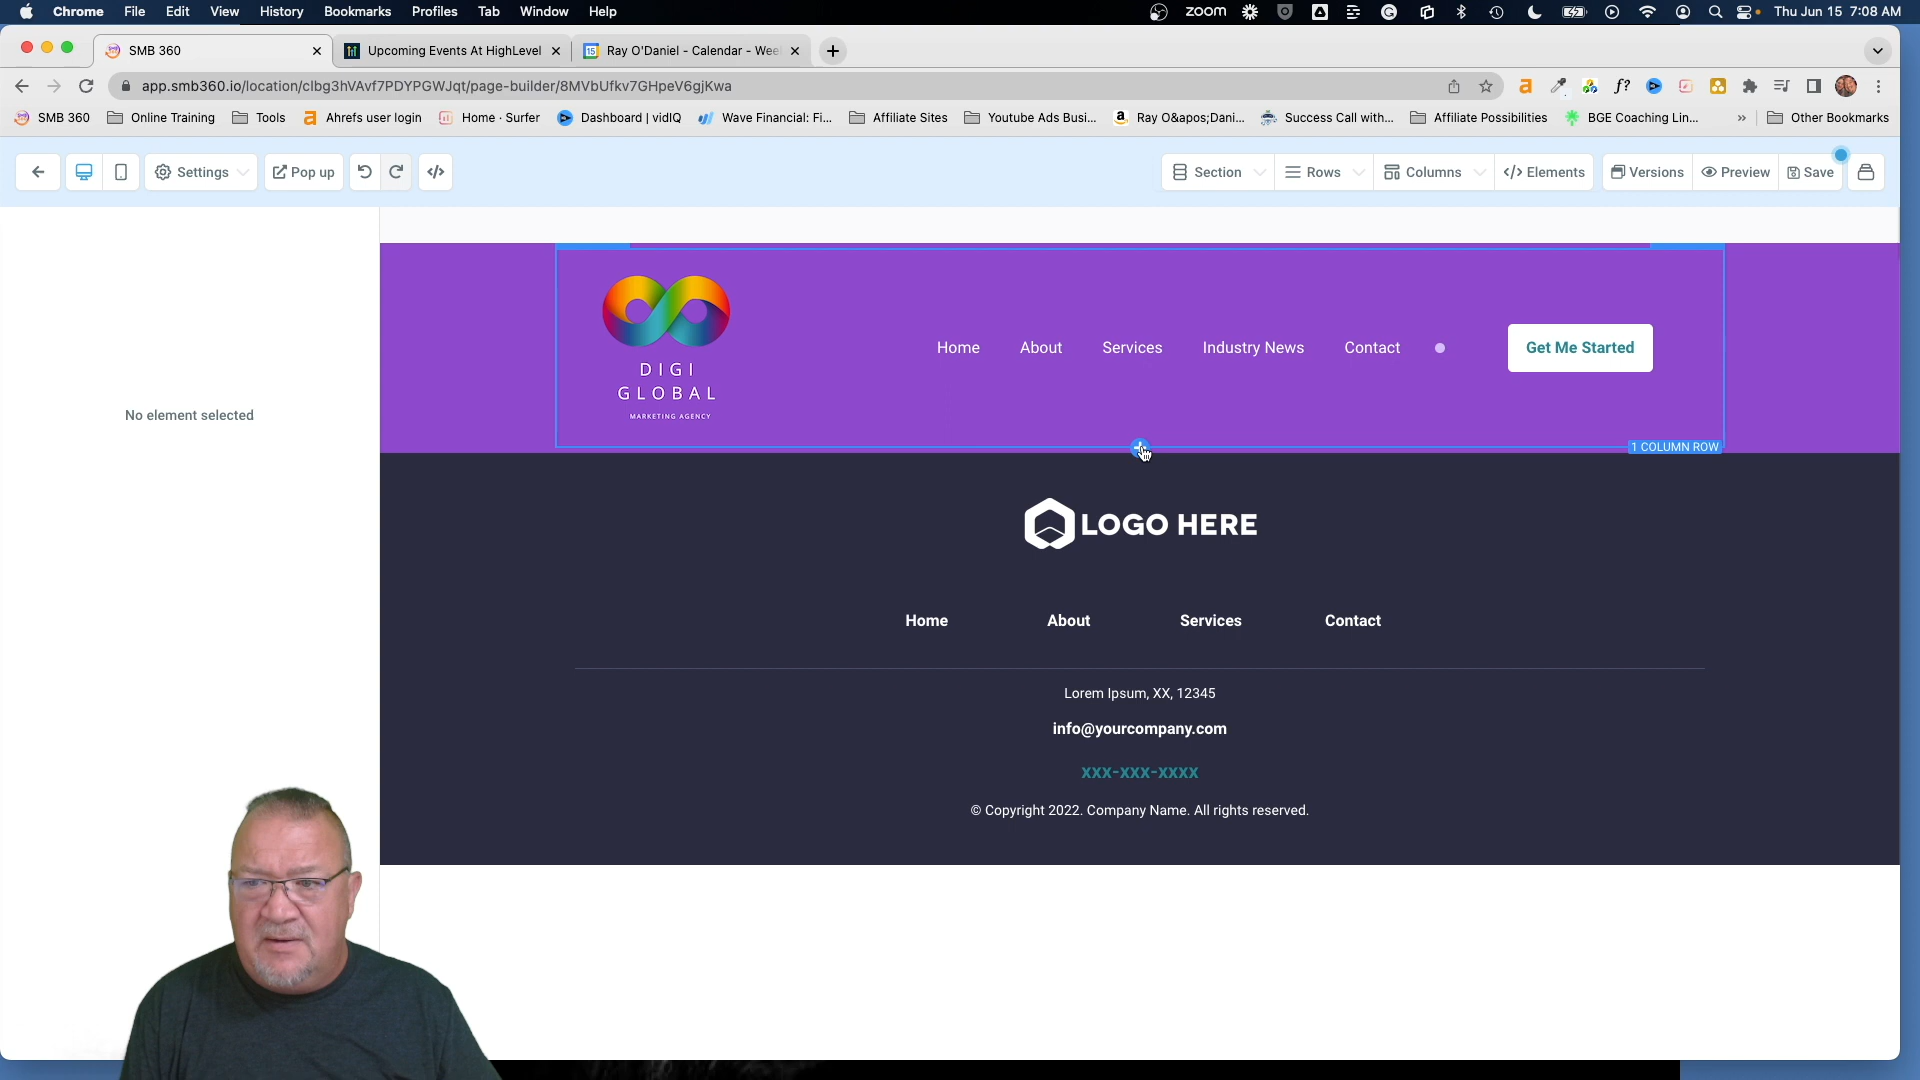 Chrome File Edit View History Bookmarks Profiles Tab Window Help
zoom
Thu Jun 15 7:08 AM
SMB 360
Upcoming Events At HighLevel
15 Ray O'Daniel - Calendar - Wee
app.smb360.io/location/clbg3hVAvf7PDYPGWJqt/page-builder/8MVbUfkv7GHpeV6gjKwa
a
f?
SMB 360
Online Training
Tools
a Ahrefs user login
Home · Surfer
Dashboard | vidIQ
Wave Financial: Fi...
Affiliate Sites
Youtube Ads Busi...
a Ray O&apos;Dani...
Success Call with...
Affiliate Possibilities
BGE Coaching Lin...
»
Other Bookmarks
Settings
Pop up
</>
Section
Rows
Columns
</> Elements
Versions
Preview
Save
No element selected
DIGI
GLOBAL
MARKETING AGENCY
Home
About
Services
Industry News
Contact
Get Me Started
1 COLUMN ROW
LOGO HERE
Home
About
Services
Contact
Lorem Ipsum, XX, 12345
info@yourcompany.com
xxx-xxx-xxxx
© Copyright 2022. Company Name. All rights reserved.